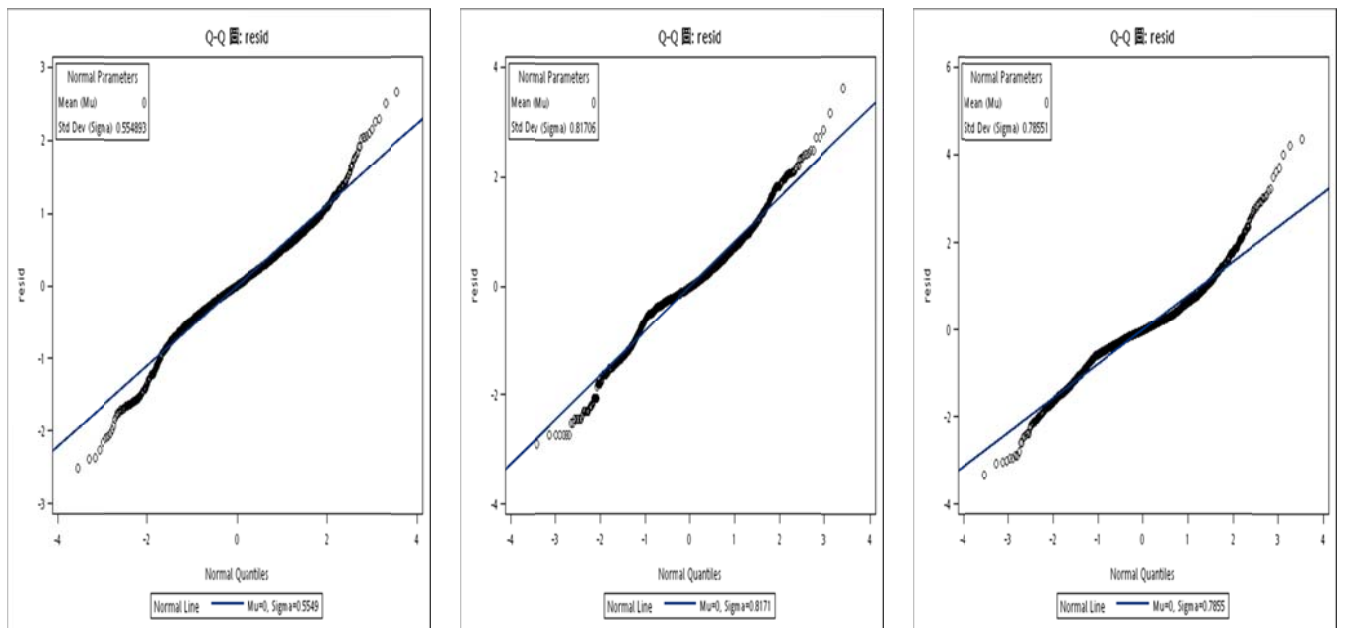 Q-Q 圖: resid
Normal Parameters
Mean (Mu) 0
Std Dev (Sigma) 0.554893
3
2
1
0
-1
-2
-3
resid
-4 -2 0 2 4
Normal Quantiles
Normal Line Mu=0, Sigma=0.5549
Q-Q 圖: resid
Normal Parameters
Mean (Mu) 0
Std Dev (Sigma) 0.81706
4
2
0
-2
-4
resid
-4 -3 -2 -1 0 1 2 3 4
Normal Quantiles
Normal Line Mu=0, Sigma=0.8171
Q-Q 圖: resid
Normal Parameters
Mean (Mu) 0
Std Dev (Sigma) 0.78551
6
4
2
0
-2
-4
resid
-4 -3 -2 -1 0 1 2 3 4
Normal Quantiles
Normal Line Mu=0, Sigma=0.7855